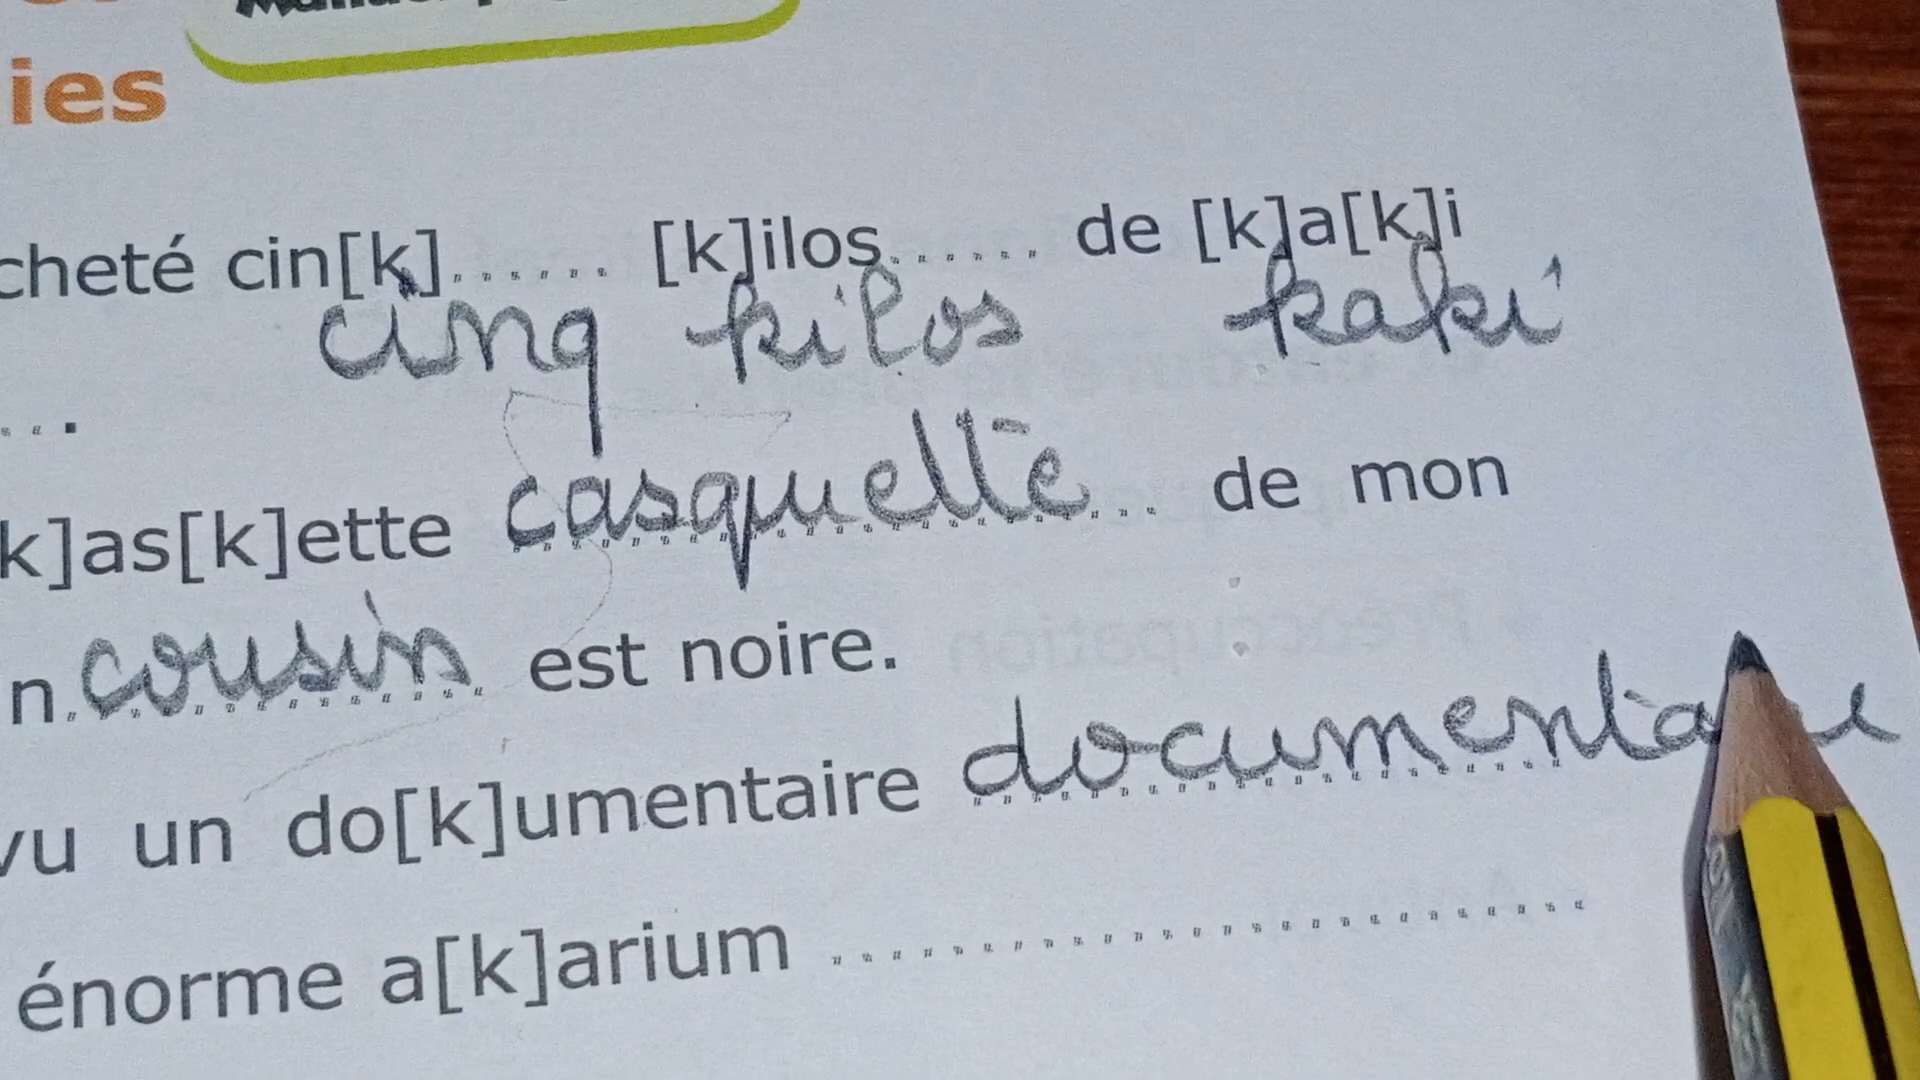 ies
cheté cin[k]....... [k]ilos...... de [k]a[k]i
cinq kilos kaki
k]as[k]ette casquette... de mon
n.cousin est noire.
vu un do[k]umentaire
énorme a[k]arium ..........................